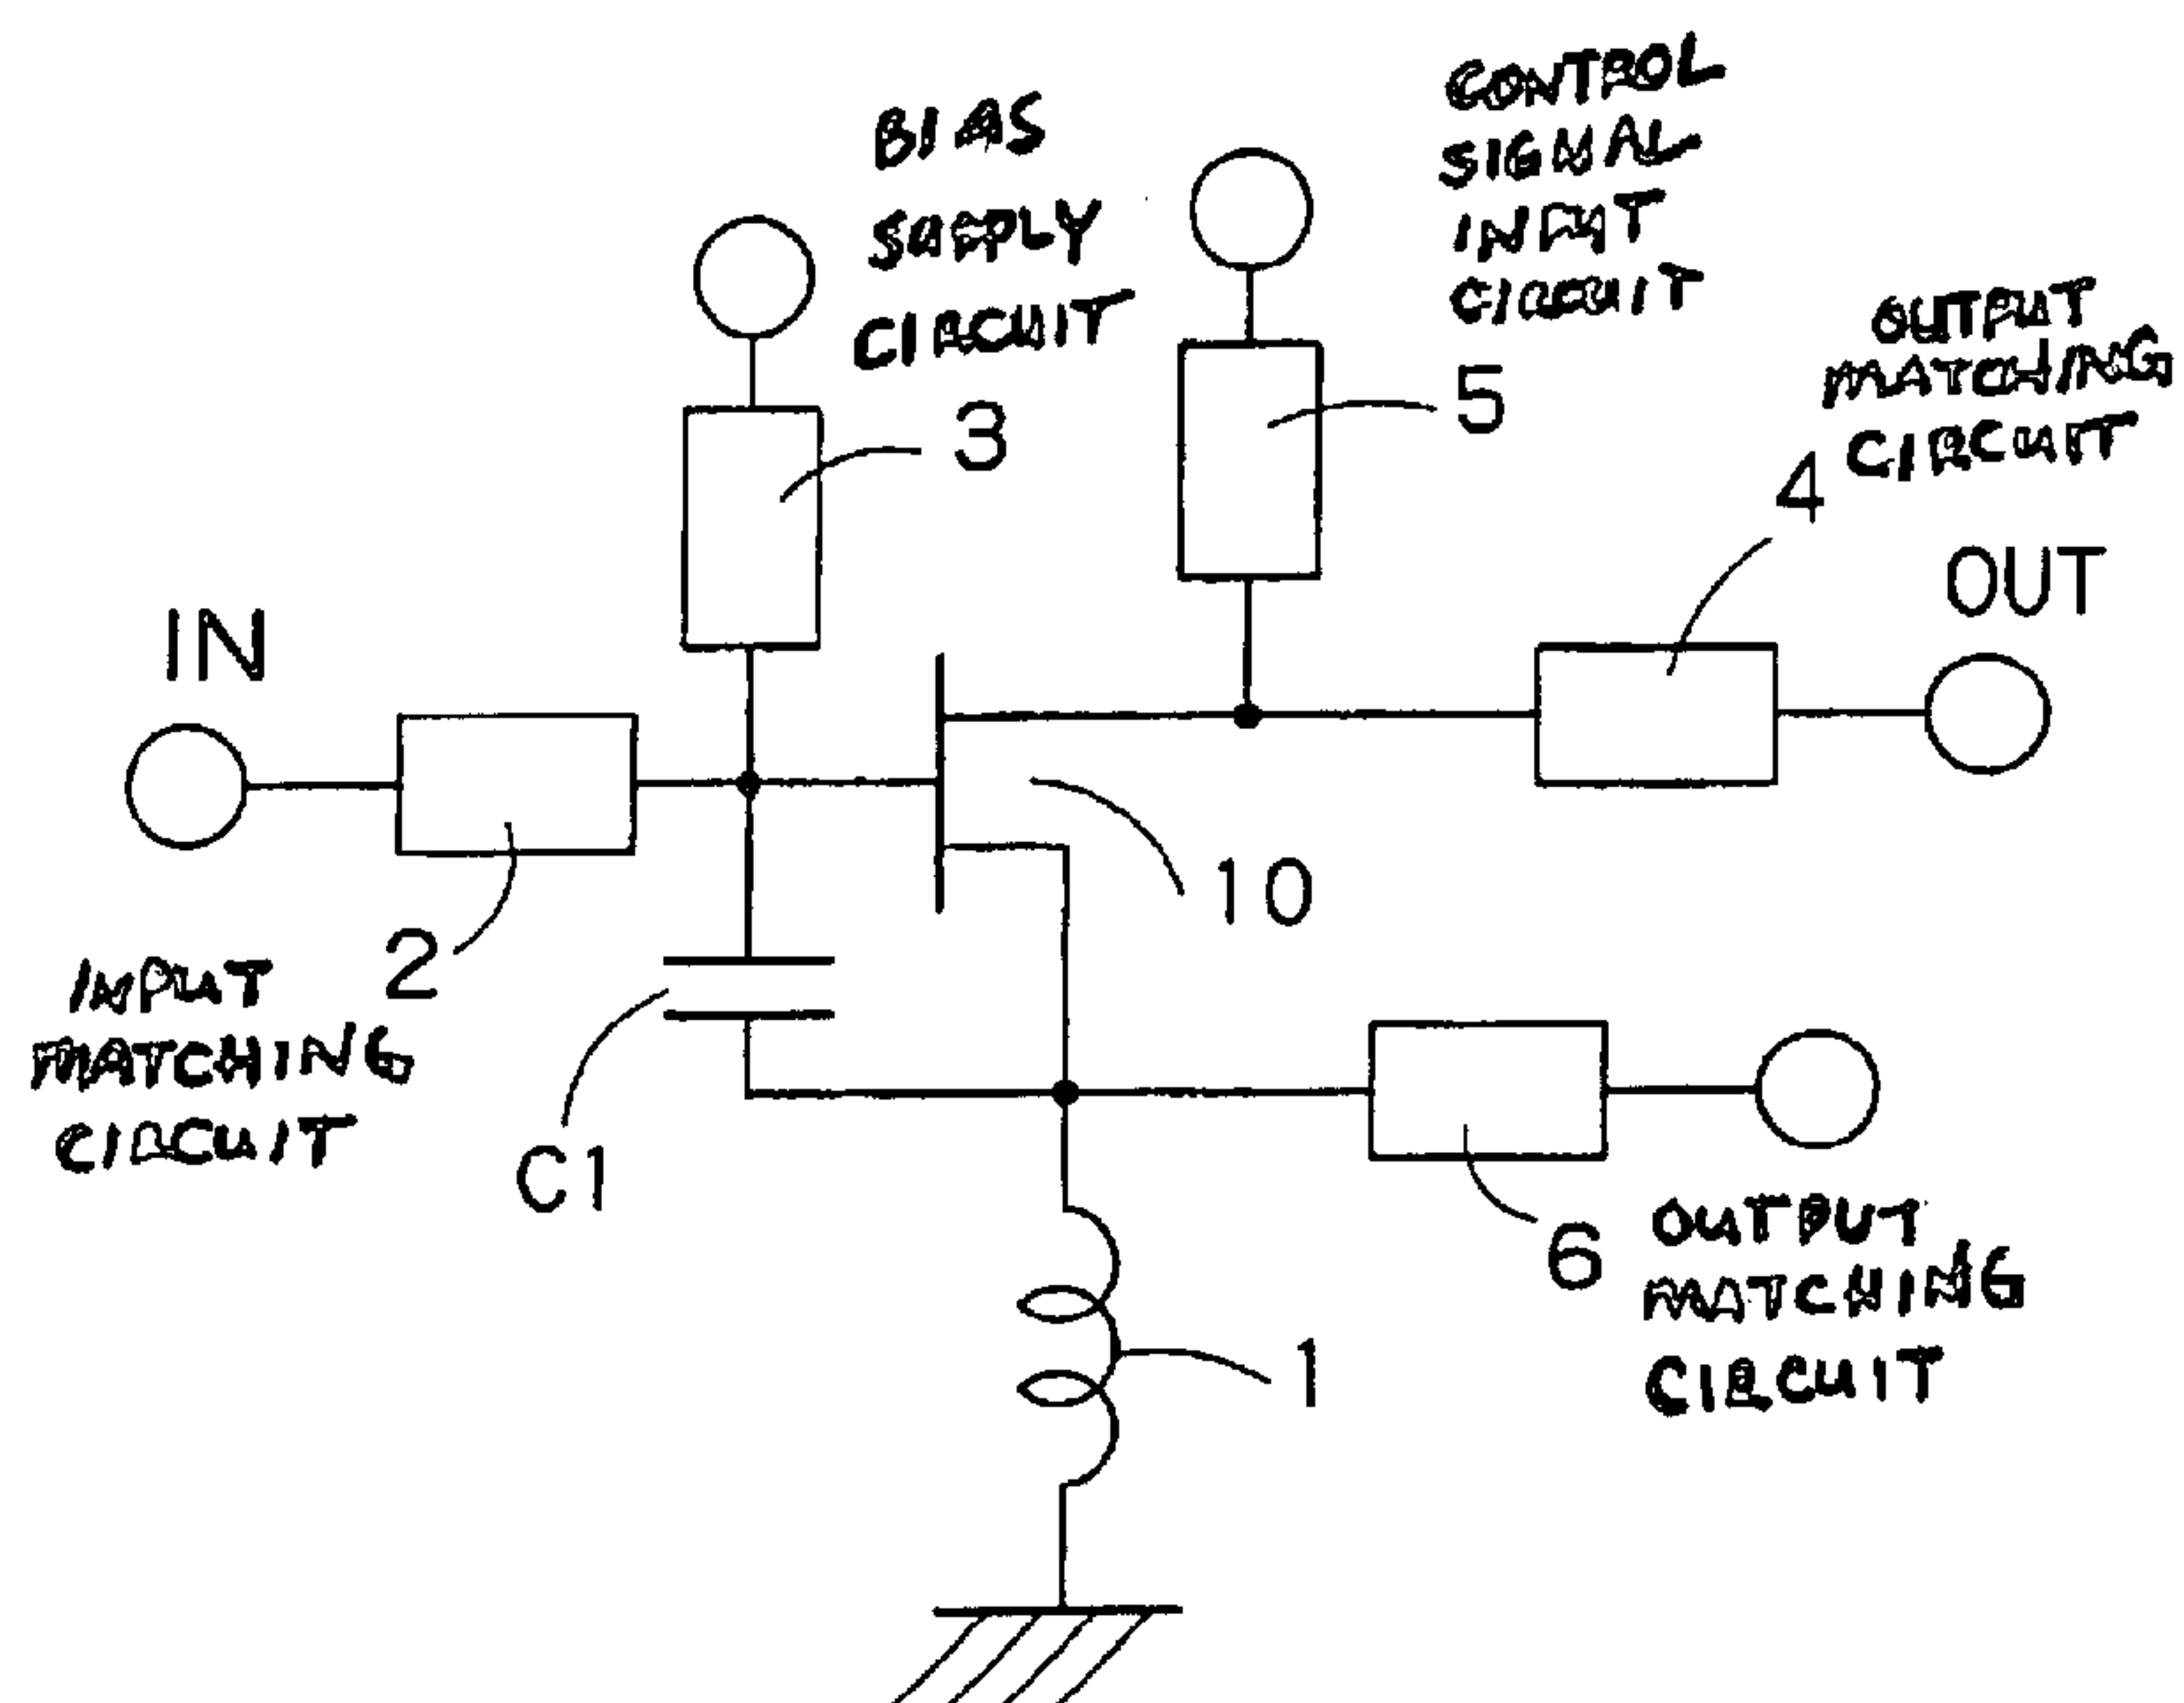 BIAS
SUPPLY
CIRCUIT
3
CONTROL
SIGNAL
INPUT
CIRCUIT
5
OUTPUT
MATCHING
CIRCUIT
4
OUT
IN
10
2
INPUT
MATCHING
CIRCUIT
C1
6
OUTPUT
MATCHING
CIRCUIT
1